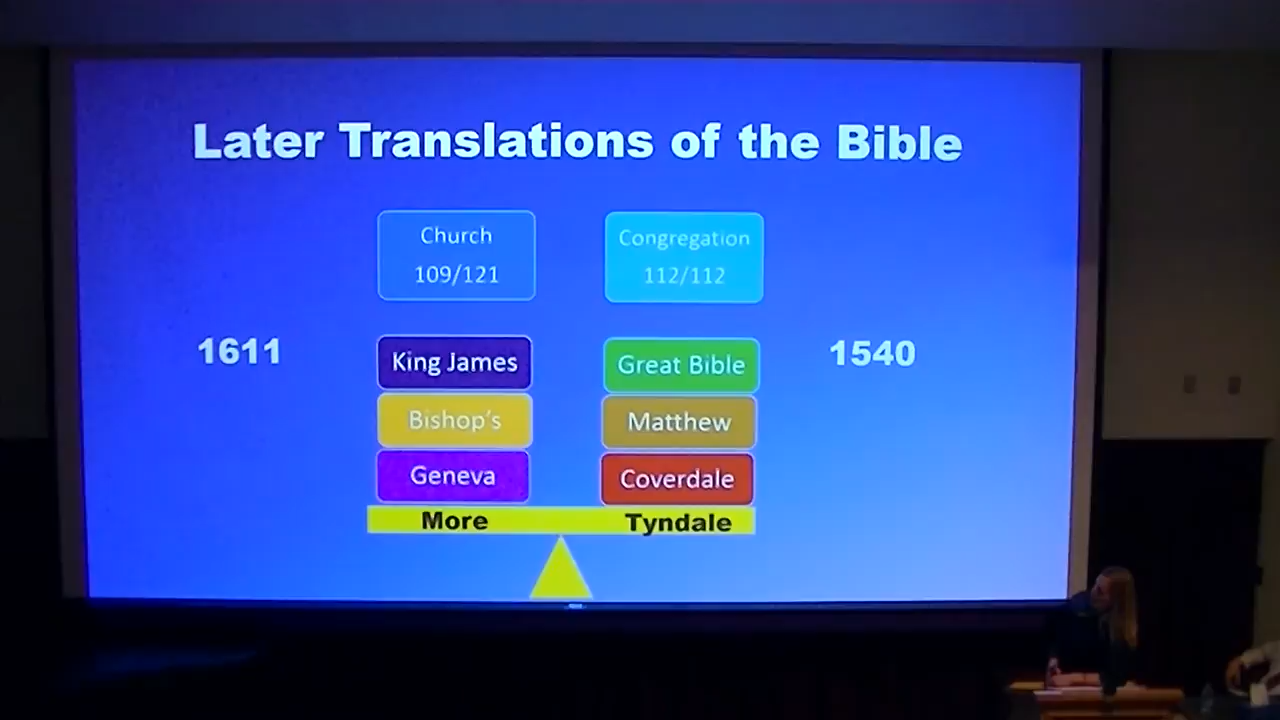 Later Translations of the Bible
Church
109/121
Congregation
112/112
1611
King James
Great Bible
1540
Bishop's
Matthew
Geneva
Coverdale
More
Tyndale